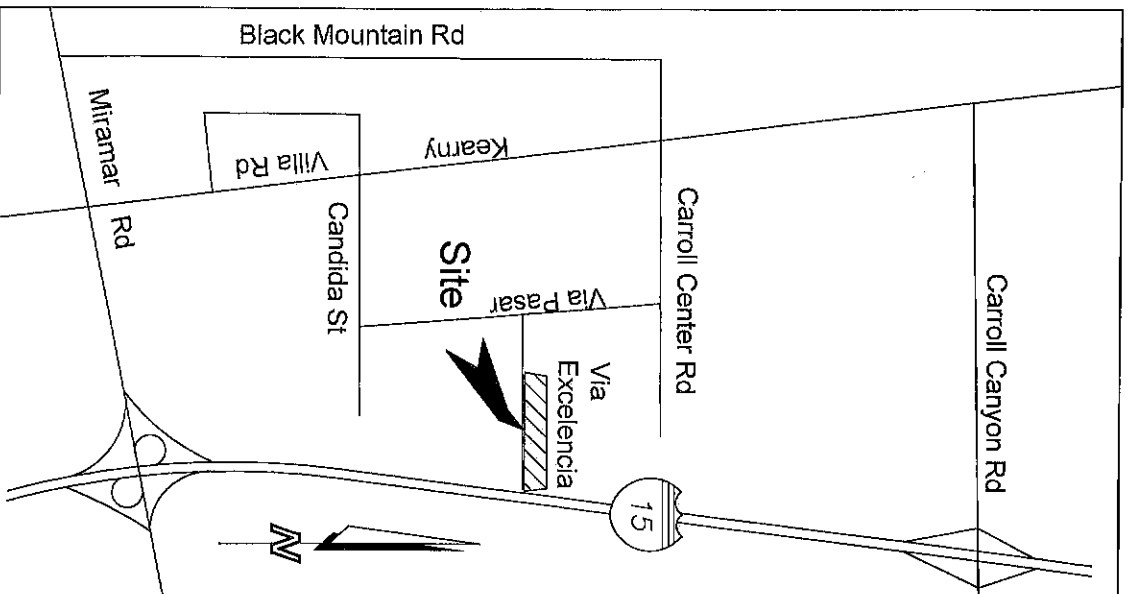 Black Mountain Rd
Miramar Rd
Villa Rd
Kearny
Candida St
Carroll Center Rd
Carroll Canyon Rd
Site
Via Pasar
Via
Excelencia
15
N